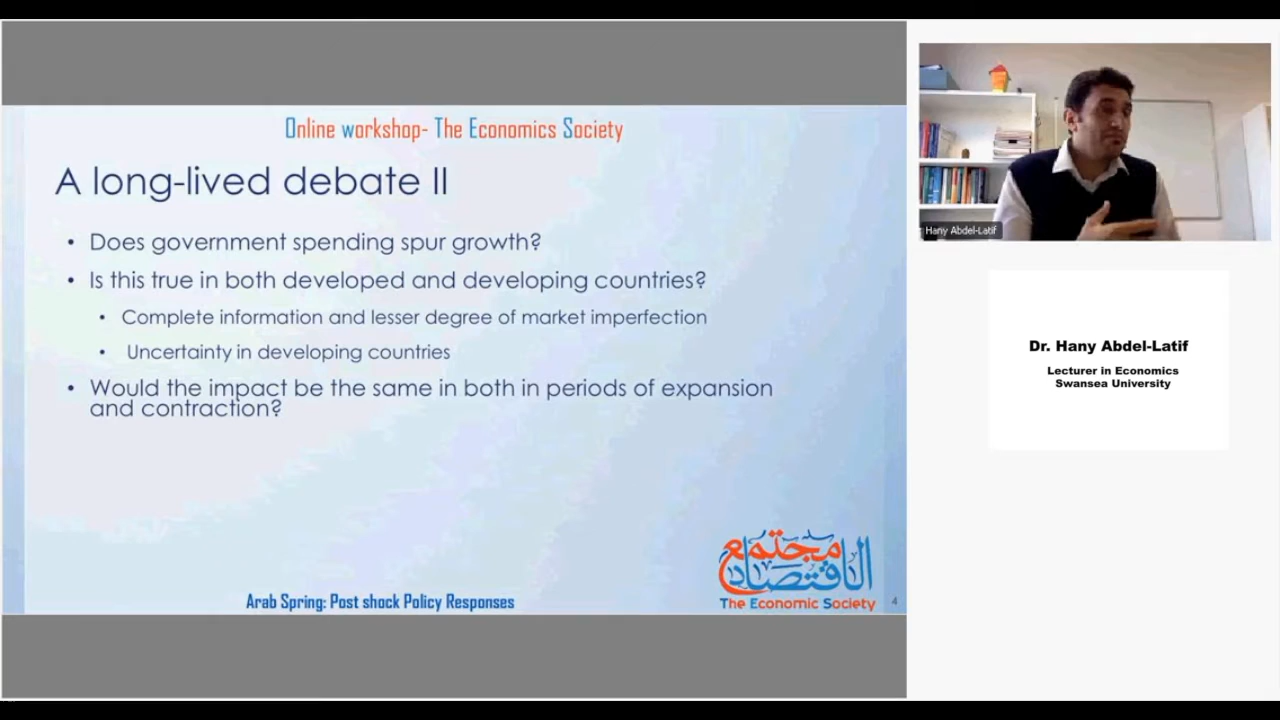 Online workshop- The Economics Society
A long-lived debate II
• Does government spending spur growth?
• Is this true in both developed and developing countries?
• Complete information and lesser degree of market imperfection
• Uncertainty in developing countries
• Would the impact be the same in both in periods of expansion
and contraction?
مجتمع
الاقتصاد
The Economic Society
Arab Spring: Post shock Policy Responses
4
Hany Abdel-Latif
Dr. Hany Abdel-Latif
Lecturer in Economics
Swansea University